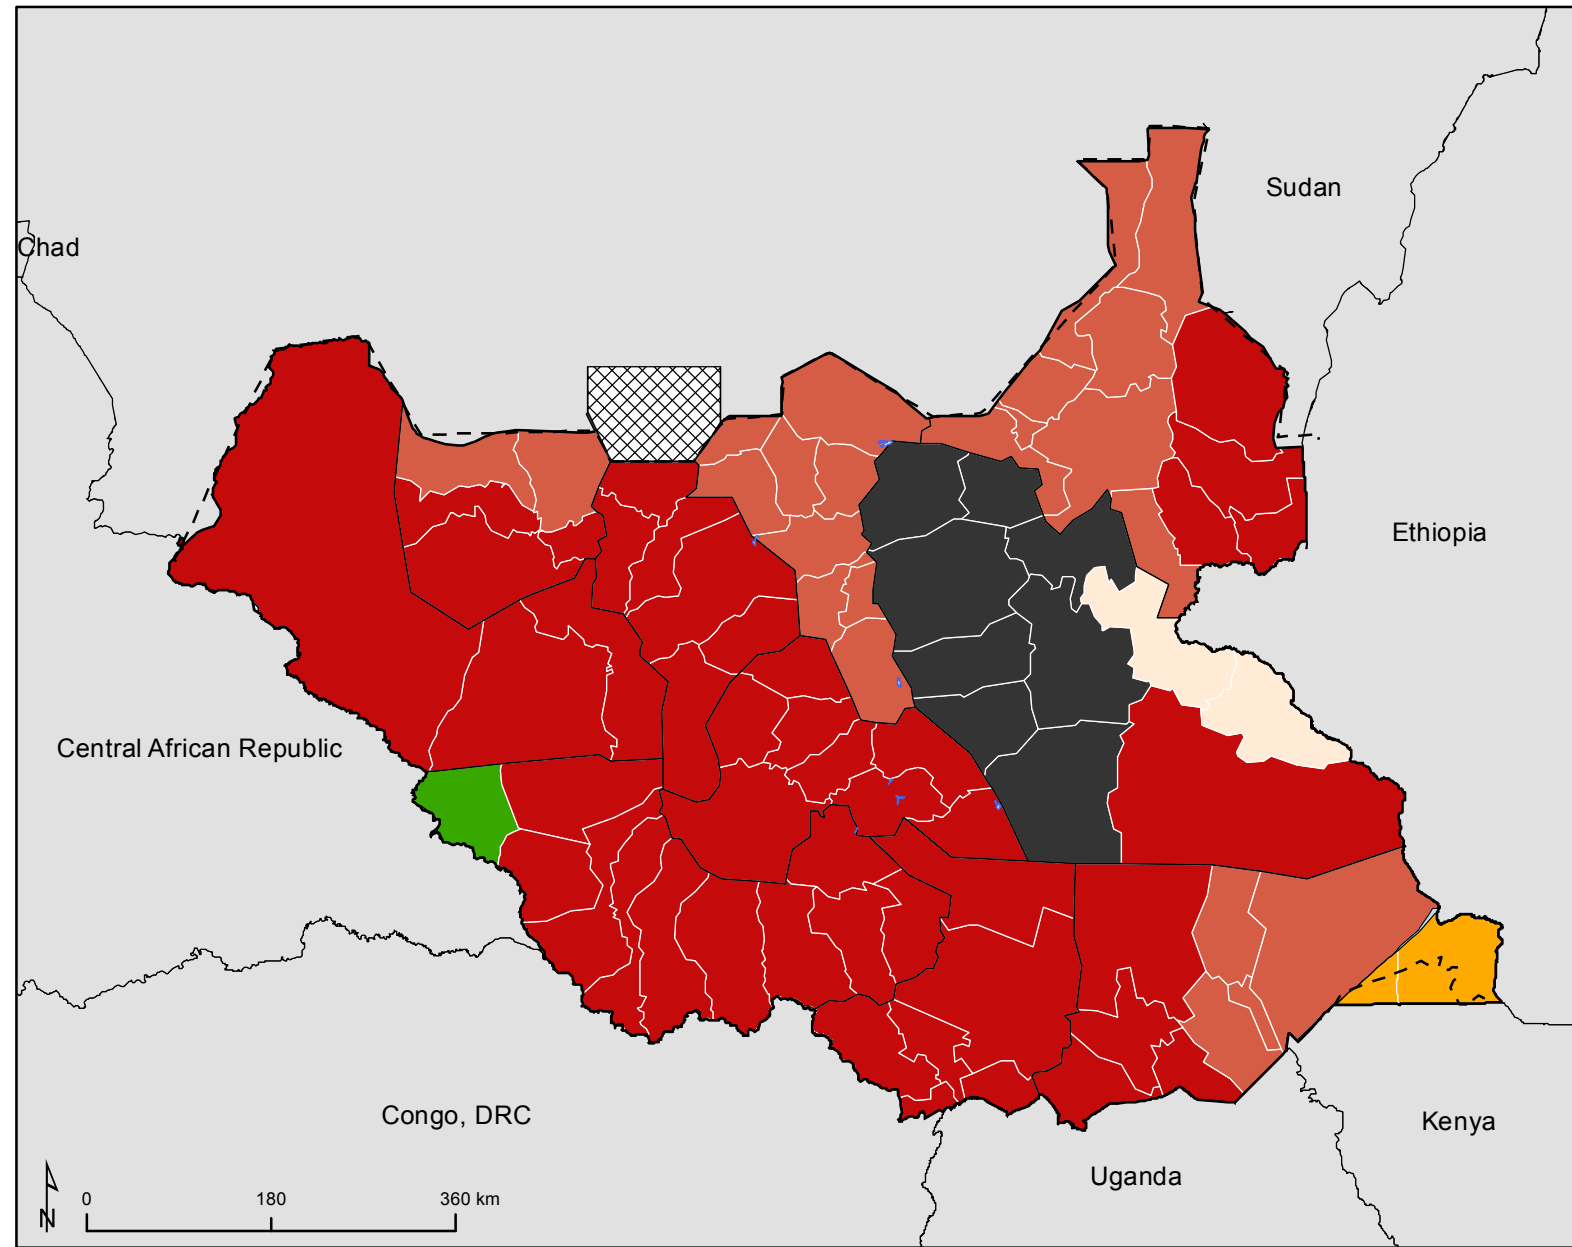 Sudan
Chad
Ethiopia
Central African Republic
Congo, DRC
Kenya
Uganda
N
0 180 360 km